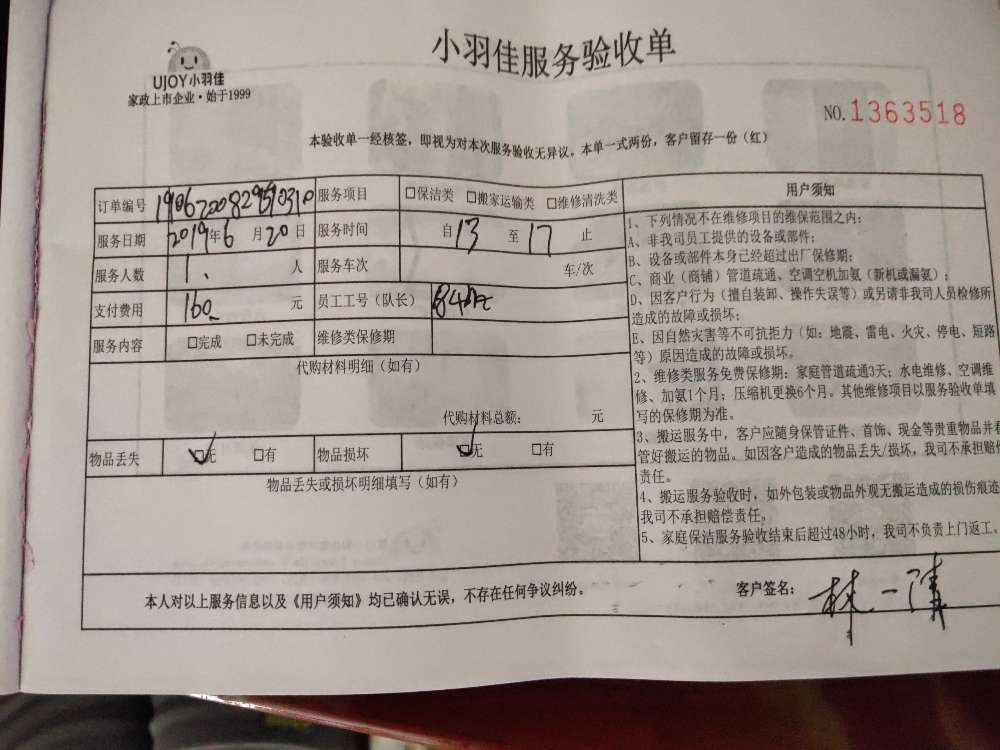 小羽佳服务验收单
UJOY小羽佳
家政上市企业·始于1999
NO. 1363518
本验收单一经核签，即视为对本次服务验收无异议。本单一式两份，客户留存一份（红）
订单编号 服务项目 □保洁类 □搬家运输类 □维修清洗类
服务日期 2019年6月20日 服务时间 自13至17止
服务人数 1、人 服务车次 车/次
支付费用 160 元 员工工号（队长）
服务内容 □完成 □未完成 维修类保修期
代购材料明细（如有）
代购材料总额： 元
物品丢失 □无 □有 物品损坏 □无 □有
物品丢失或损坏明细填写（如有）
用户须知
1、下列情况不在维修项目的维保范围之内：
A、非我司员工提供的设备或部件；
B、设备或部件本身已经超过出厂保修期；
C、商业（商铺）管道疏通、空调空机加氨（新机或漏氨）；
D、因客户行为（擅自装卸、操作失误等）或另请非我司人员检修所
造成的故障或损坏；
E、因自然灾害等不可抗拒力（如：地震、雷电、火灾、停电、短路
等）原因造成的故障或损坏。
2、维修类服务免费保修期：家庭管道疏通3天；水电维修、空调维
修、加氨1个月；压缩机更换6个月。其他维修项目以服务验收单填
写的保修期为准。
3、搬运服务中，客户应随身保管证件、首饰、现金等贵重物品并看
管好搬运的物品。如因客户造成的物品丢失/损坏，我司不承担赔偿
责任。
4、搬运服务验收时，如外包装或物品外观无搬运造成的损伤痕迹
我司不承担赔偿责任。
5、家庭保洁服务验收结束后超过48小时，我司不负责上门返工。
本人对以上服务信息以及《用户须知》均已确认无误，不存在任何争议纠纷。
客户签名：林一清